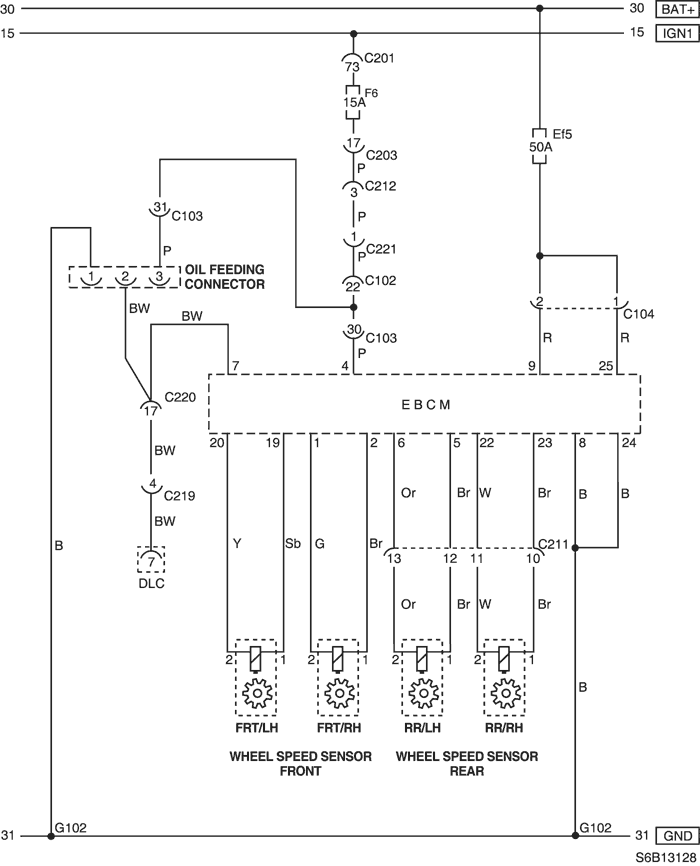 30 30 BAT+
15 15 IGN1
C201
73
F6
15A
Ef5
50A
17
C203
P
C212
3
31
C103
P
1
C221
P
P
1 2 3 OIL FEEDING
CONNECTOR
C102
22
BW
BW
2 1
C104
30
C103
R R
P
7 4 9 25
EBCM
C220
17
20 19 1 2 6 5 22 23 8 24
BW
4
C219
Or Br W Br B B
BW
B
Y Sb G Br
C211
7
13 12 11 10
DLC
Or Br W Br
2 1 2 1 2 1 2 1
B
FRT/LH FRT/RH RR/LH RR/RH
WHEEL SPEED SENSOR
FRONT
WHEEL SPEED SENSOR
REAR
31 G102 G102 31 GND
S6B13128